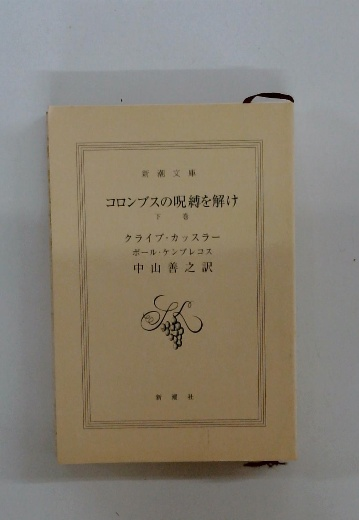 新潮文庫
コロンブスの呪縛を解け
下巻
クライブ・カッスラー
ポール・ケンプレコス
中山善之訳
新潮社